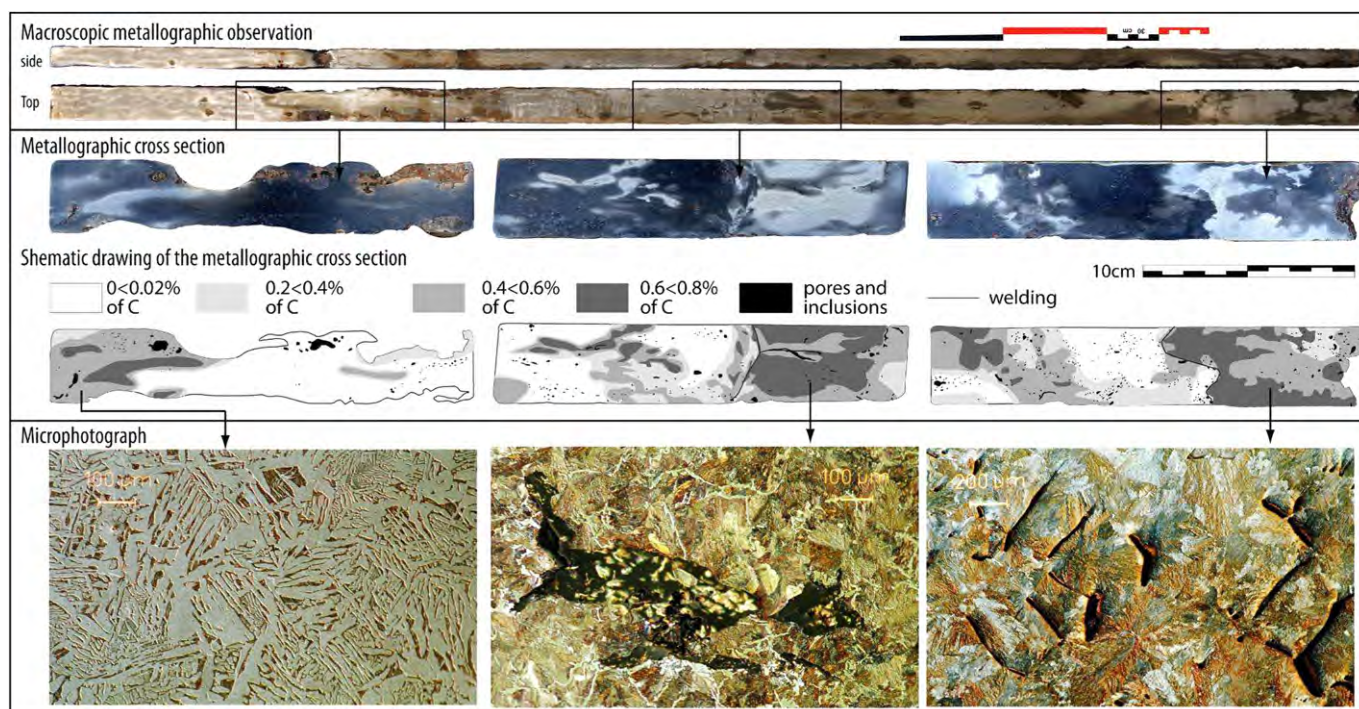 Macroscopic metallographic observation
side
30 cm
Top
Metallographic cross section
Shematic drawing of the metallographic cross section
10cm
0<0.02% of C
0.2<0.4% of C
0.4<0.6% of C
0.6<0.8% of C
pores and inclusions
welding
Microphotograph
100 µm
100 µm
200 µm